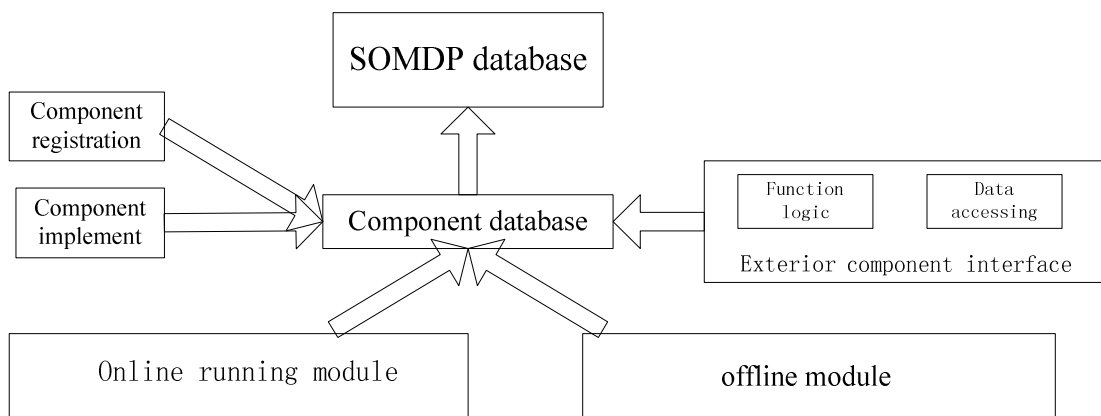 SOMDP database
Component
registration
Component
implement
Component database
Function
logic
Data
accessing
Exterior component interface
Online running module
offline module